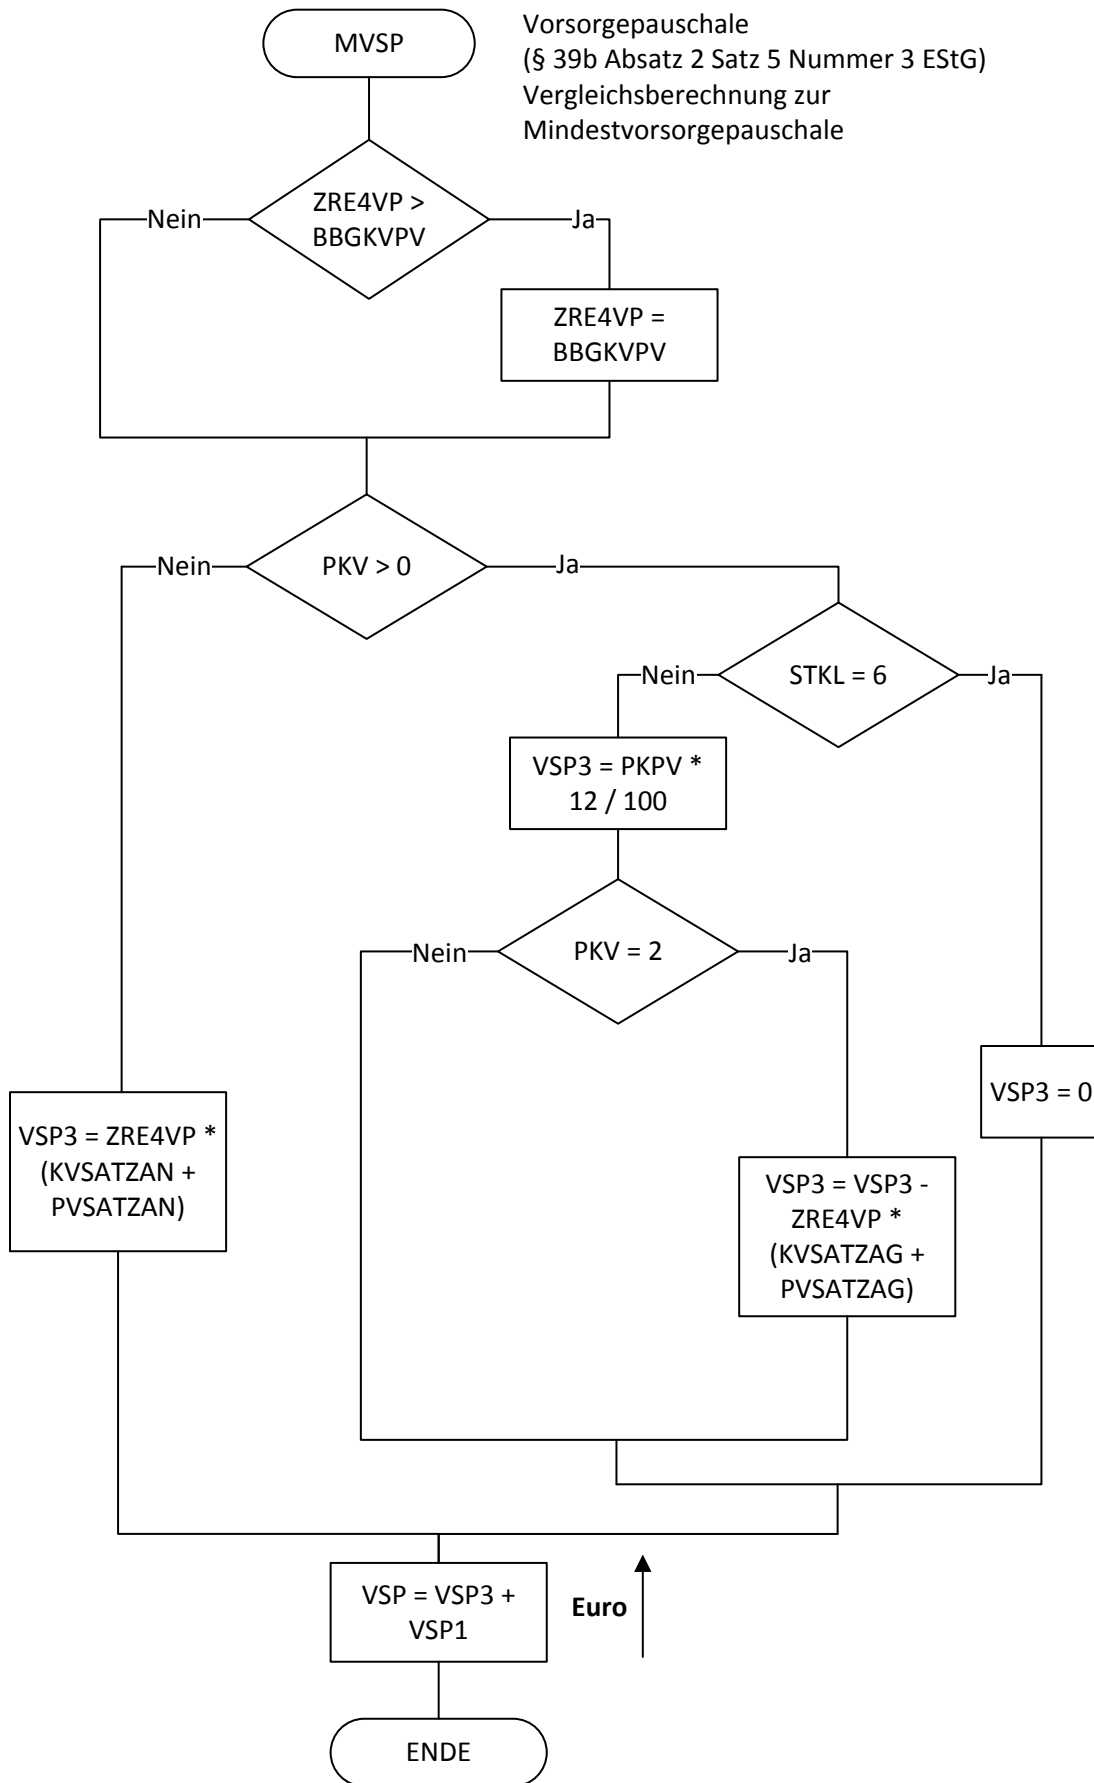 MVSP
Vorsorgepauschale
(§ 39b Absatz 2 Satz 5 Nummer 3 EStG)
Vergleichsberechnung zur
Mindestvorsorgepauschale
ZRE4VP >
BBGKVPV
Nein
Ja
ZRE4VP =
BBGKVPV
Nein
PKV > 0
Ja
Nein
STKL = 6
Ja
VSP3 = PKPV *
12 / 100
Nein
PKV = 2
Ja
VSP3 = 0
VSP3 = ZRE4VP *
(KVSATZAN +
PVSATZAN)
VSP3 = VSP3 -
ZRE4VP *
(KVSATZAG +
PVSATZAG)
VSP = VSP3 +
VSP1
Euro
ENDE